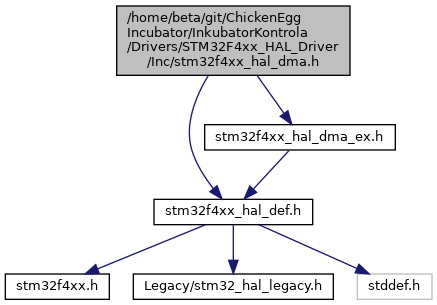 /home/beta/git/ChickenEgg
Incubator/InkubatorKontrola
/Drivers/STM32F4xx_HAL_Driver
/Inc/stm32f4xx_hal_dma.h
stm32f4xx_hal_dma_ex.h
stm32f4xx_hal_def.h
stm32f4xx.h
Legacy/stm32_hal_legacy.h
stddef.h